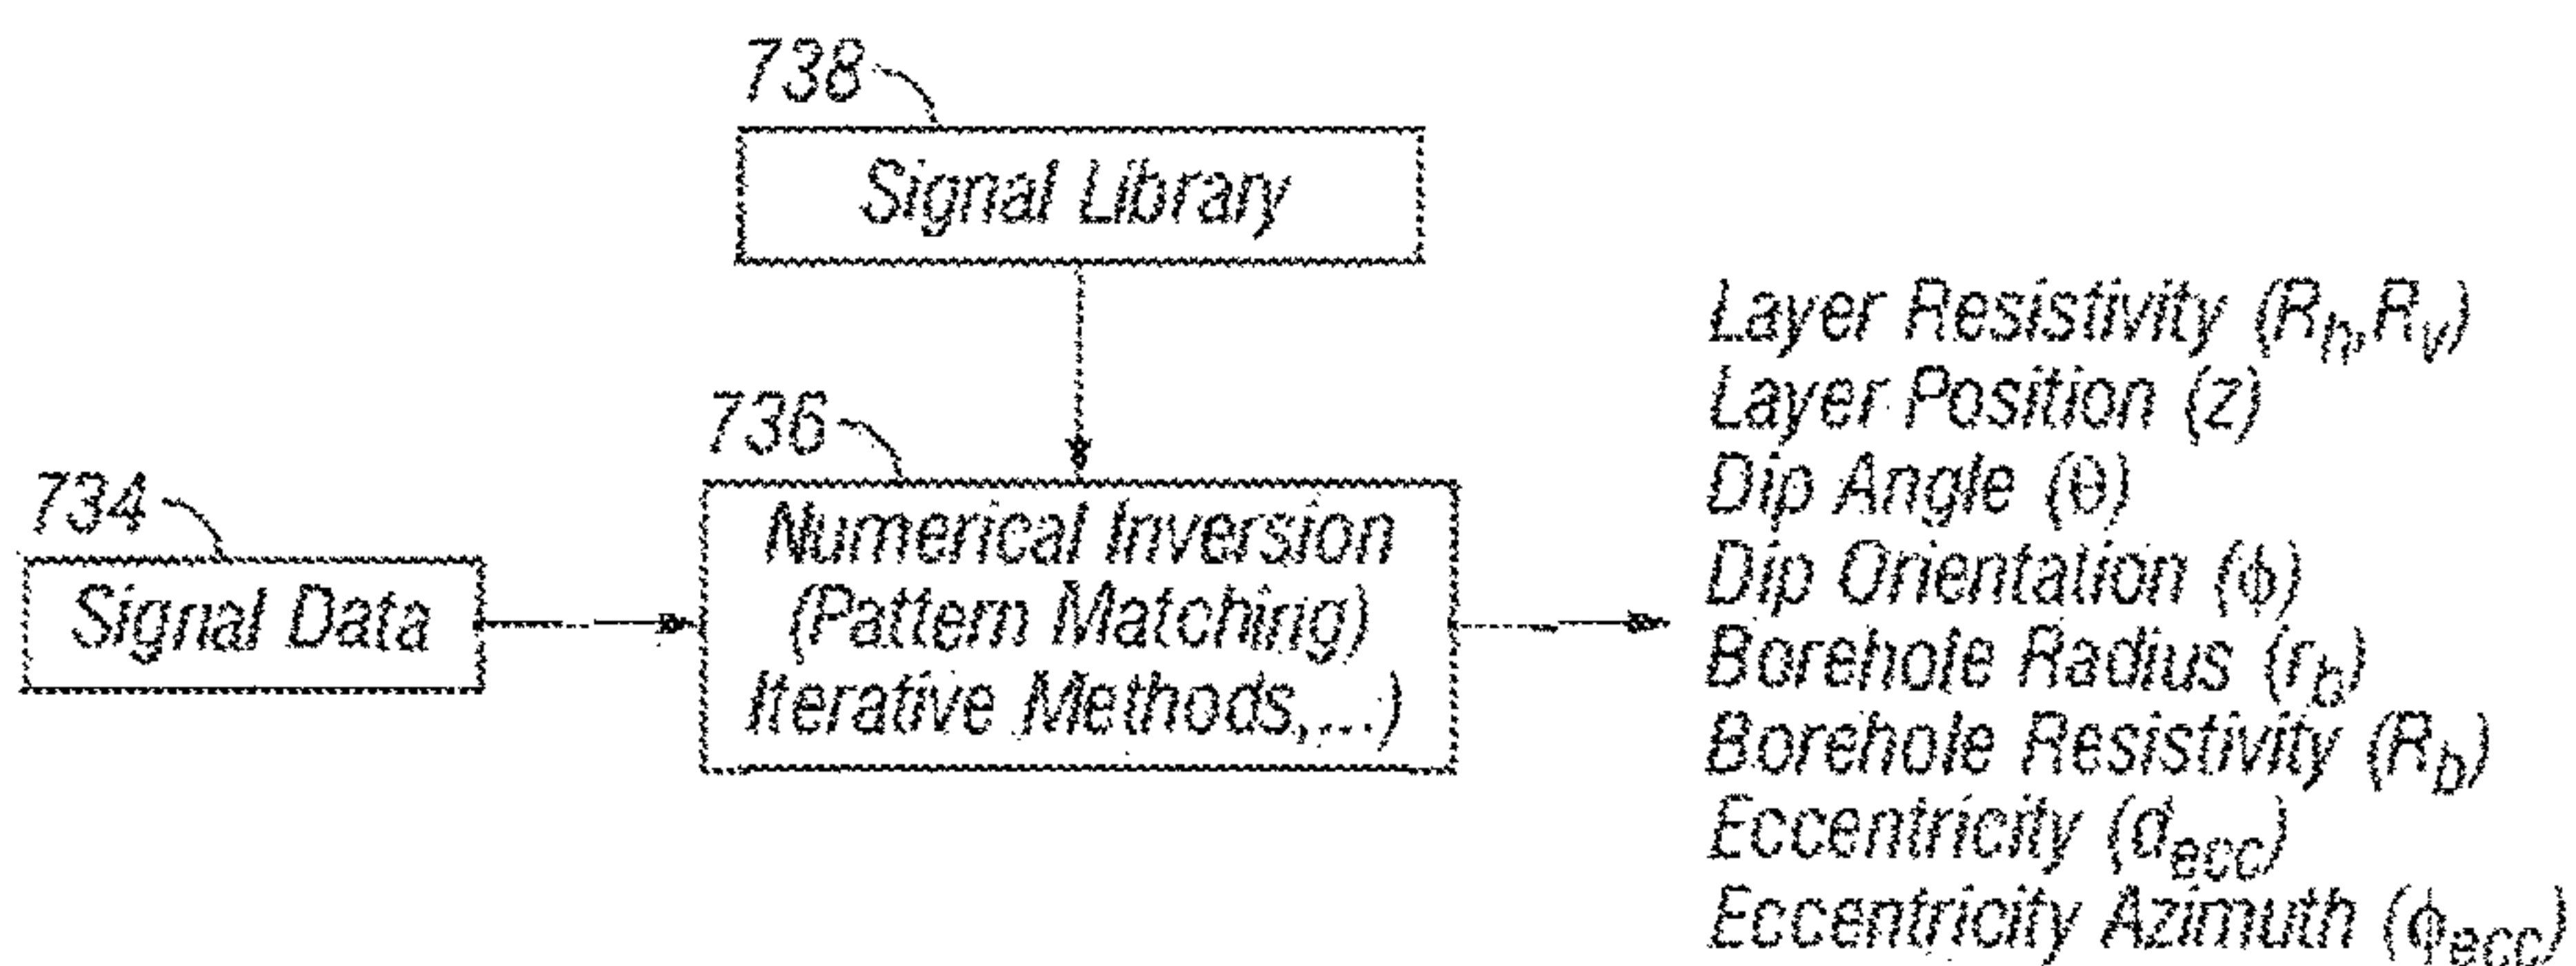 738
Signal Library
736
Numerical Inversion
(Pattern Matching)
Iterative Methods,...)
734
Signal Data
Layer Resistivity (Rh,Rv)
Layer Position (z)
Dip Angle (θ)
Dip Orientation (ϕ)
Borehole Radius (rb)
Borehole Resistivity (Rb)
Eccentricity (decc)
Eccentricity Azimuth (ϕecc)